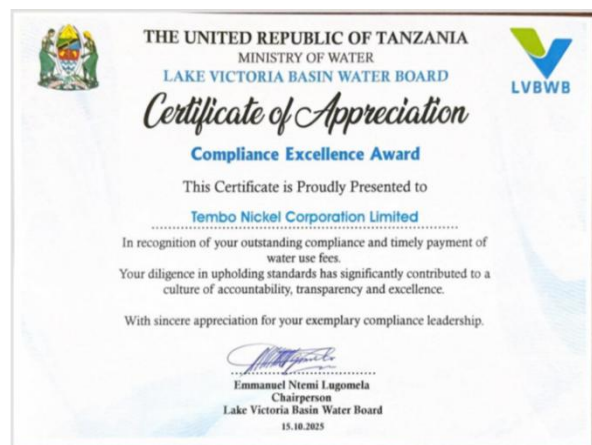 THE UNITED REPUBLIC OF TANZANIA
MINISTRY OF WATER
LAKE VICTORIA BASIN WATER BOARD
LVBWB
Certificate of Appreciation
Compliance Excellence Award
This Certificate is Proudly Presented to
Tembo Nickel Corporation Limited
In recognition of your outstanding compliance and timely payment of
water use fees.
Your diligence in upholding standards has significantly contributed to a
culture of accountability, transparency and excellence.
With sincere appreciation for your exemplary compliance leadership.
Emmanuel Ntemi Lugomela
Chairperson
Lake Victoria Basin Water Board
15.10.2025